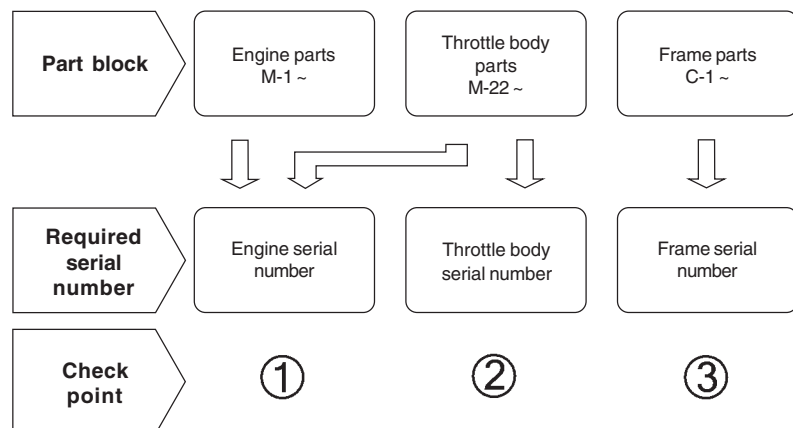 Part block
Engine parts
M-1 ~
Throttle body
parts
M-22 ~
Frame parts
C-1 ~
Required
serial
number
Engine serial
number
Throttle body
serial number
Frame serial
number
Check
point
①
②
③